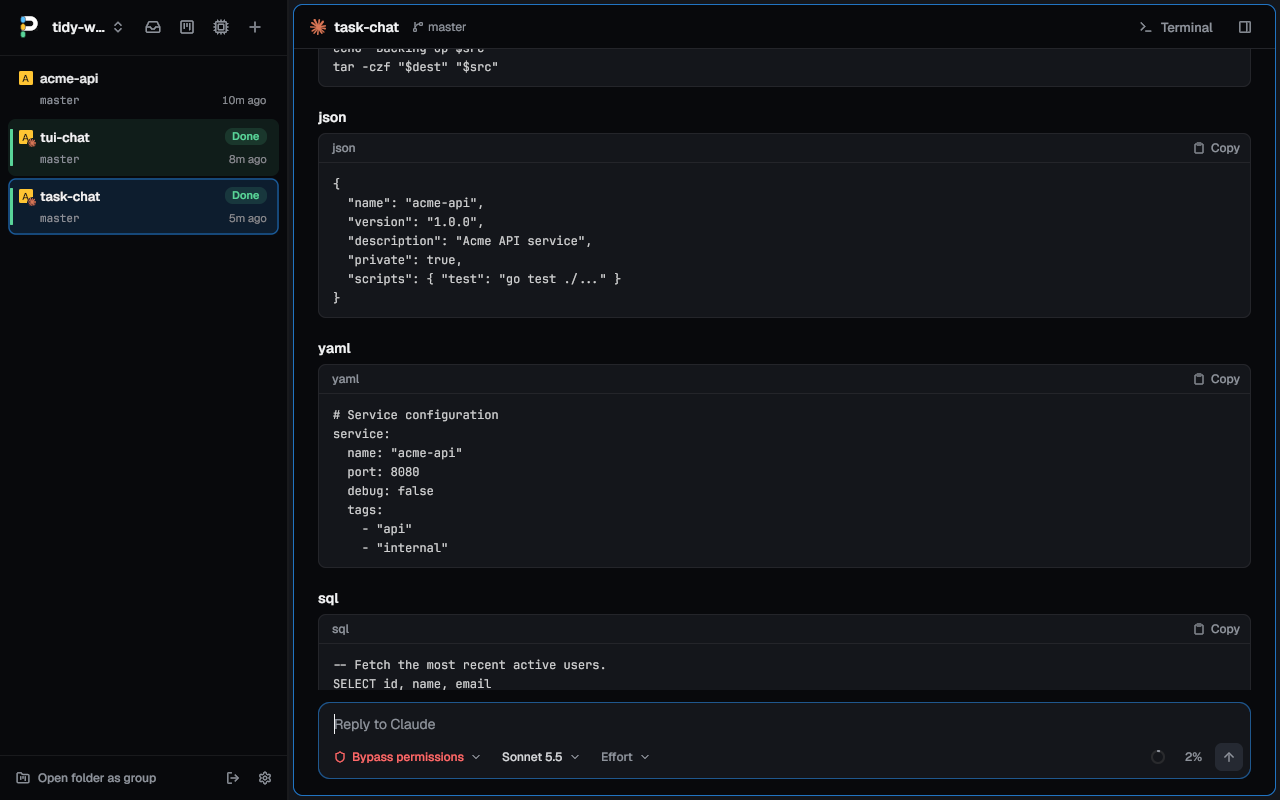 tidy-w...
acme-api
master 10m ago
tui-chat Done
master 8m ago
task-chat Done
master 5m ago
Open folder as group
task-chat master Terminal
tar -czf "$dest" "$src"
json
json Copy
{
"name": "acme-api",
"version": "1.0.0",
"description": "Acme API service",
"private": true,
"scripts": { "test": "go test ./..." }
}
yaml
yaml Copy
# Service configuration
service:
name: "acme-api"
port: 8080
debug: false
tags:
- "api"
- "internal"
sql
sql Copy
-- Fetch the most recent active users.
SELECT id, name, email
Reply to Claude
Bypass permissions Sonnet 5.5 Effort 2%